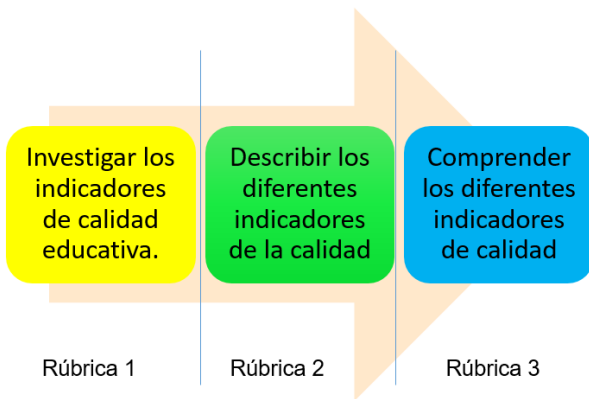 Investigar los
indicadores
de calidad
educativa.
Describir los
diferentes
indicadores
de la calidad
Comprender
los diferentes
indicadores
de calidad
Rúbrica 1
Rúbrica 2
Rúbrica 3